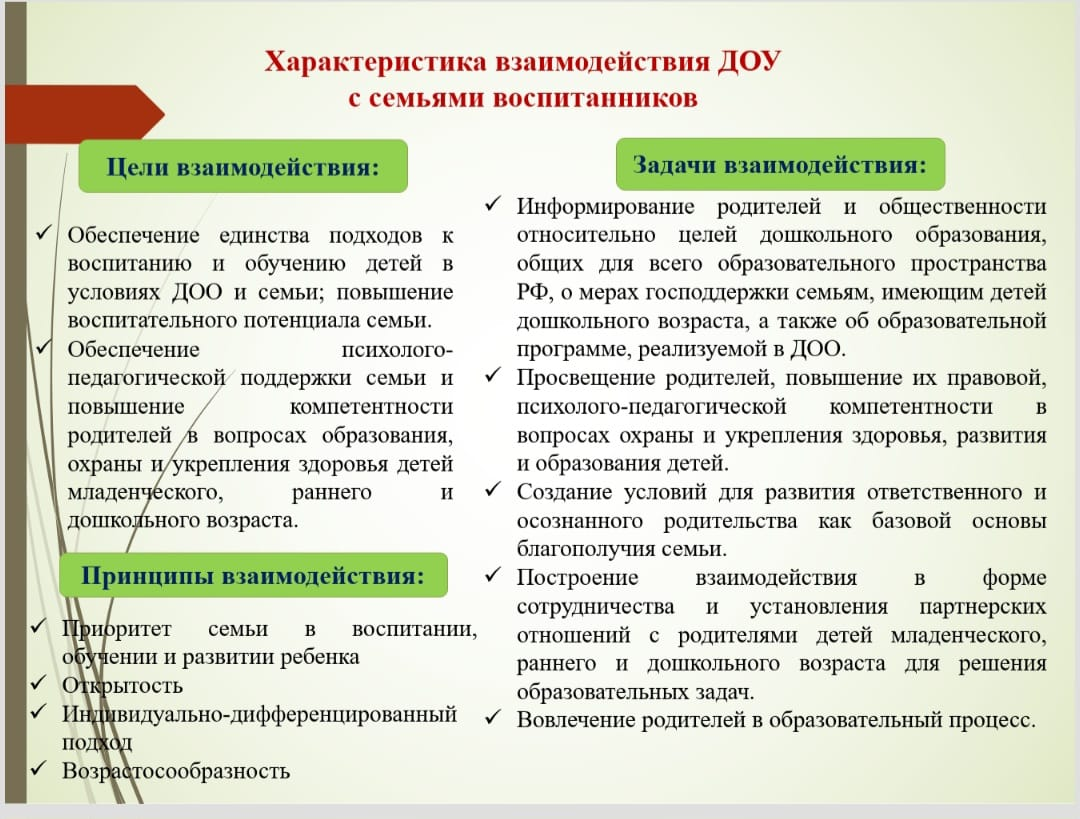 Характеристика взаимодействия ДОУ
с семьями воспитанников
Цели взаимодействия:
✓ Обеспечение единства подходов к
воспитанию и обучению детей в
условиях ДОО и семьи; повышение
воспитательного потенциала семьи.
✓ Обеспечение психолого-
педагогической поддержки семьи и
повышение компетентности
родителей в вопросах образования,
охраны и укрепления здоровья детей
младенческого, раннего и
дошкольного возраста.
Принципы взаимодействия:
✓ Приоритет семьи в воспитании,
обучении и развитии ребенка
✓ Открытость
✓ Индивидуально-дифференцированный
подход
✓ Возрастосообразность
Задачи взаимодействия:
✓ Информирование родителей и общественности
относительно целей дошкольного образования,
общих для всего образовательного пространства
РФ, о мерах господдержки семьям, имеющим детей
дошкольного возраста, а также об образовательной
программе, реализуемой в ДОО.
✓ Просвещение родителей, повышение их правовой,
психолого-педагогической компетентности в
вопросах охраны и укрепления здоровья, развития
и образования детей.
✓ Создание условий для развития ответственного и
осознанного родительства как базовой основы
благополучия семьи.
✓ Построение взаимодействия в форме
сотрудничества и установления партнерских
отношений с родителями детей младенческого,
раннего и дошкольного возраста для решения
образовательных задач.
✓ Вовлечение родителей в образовательный процесс.